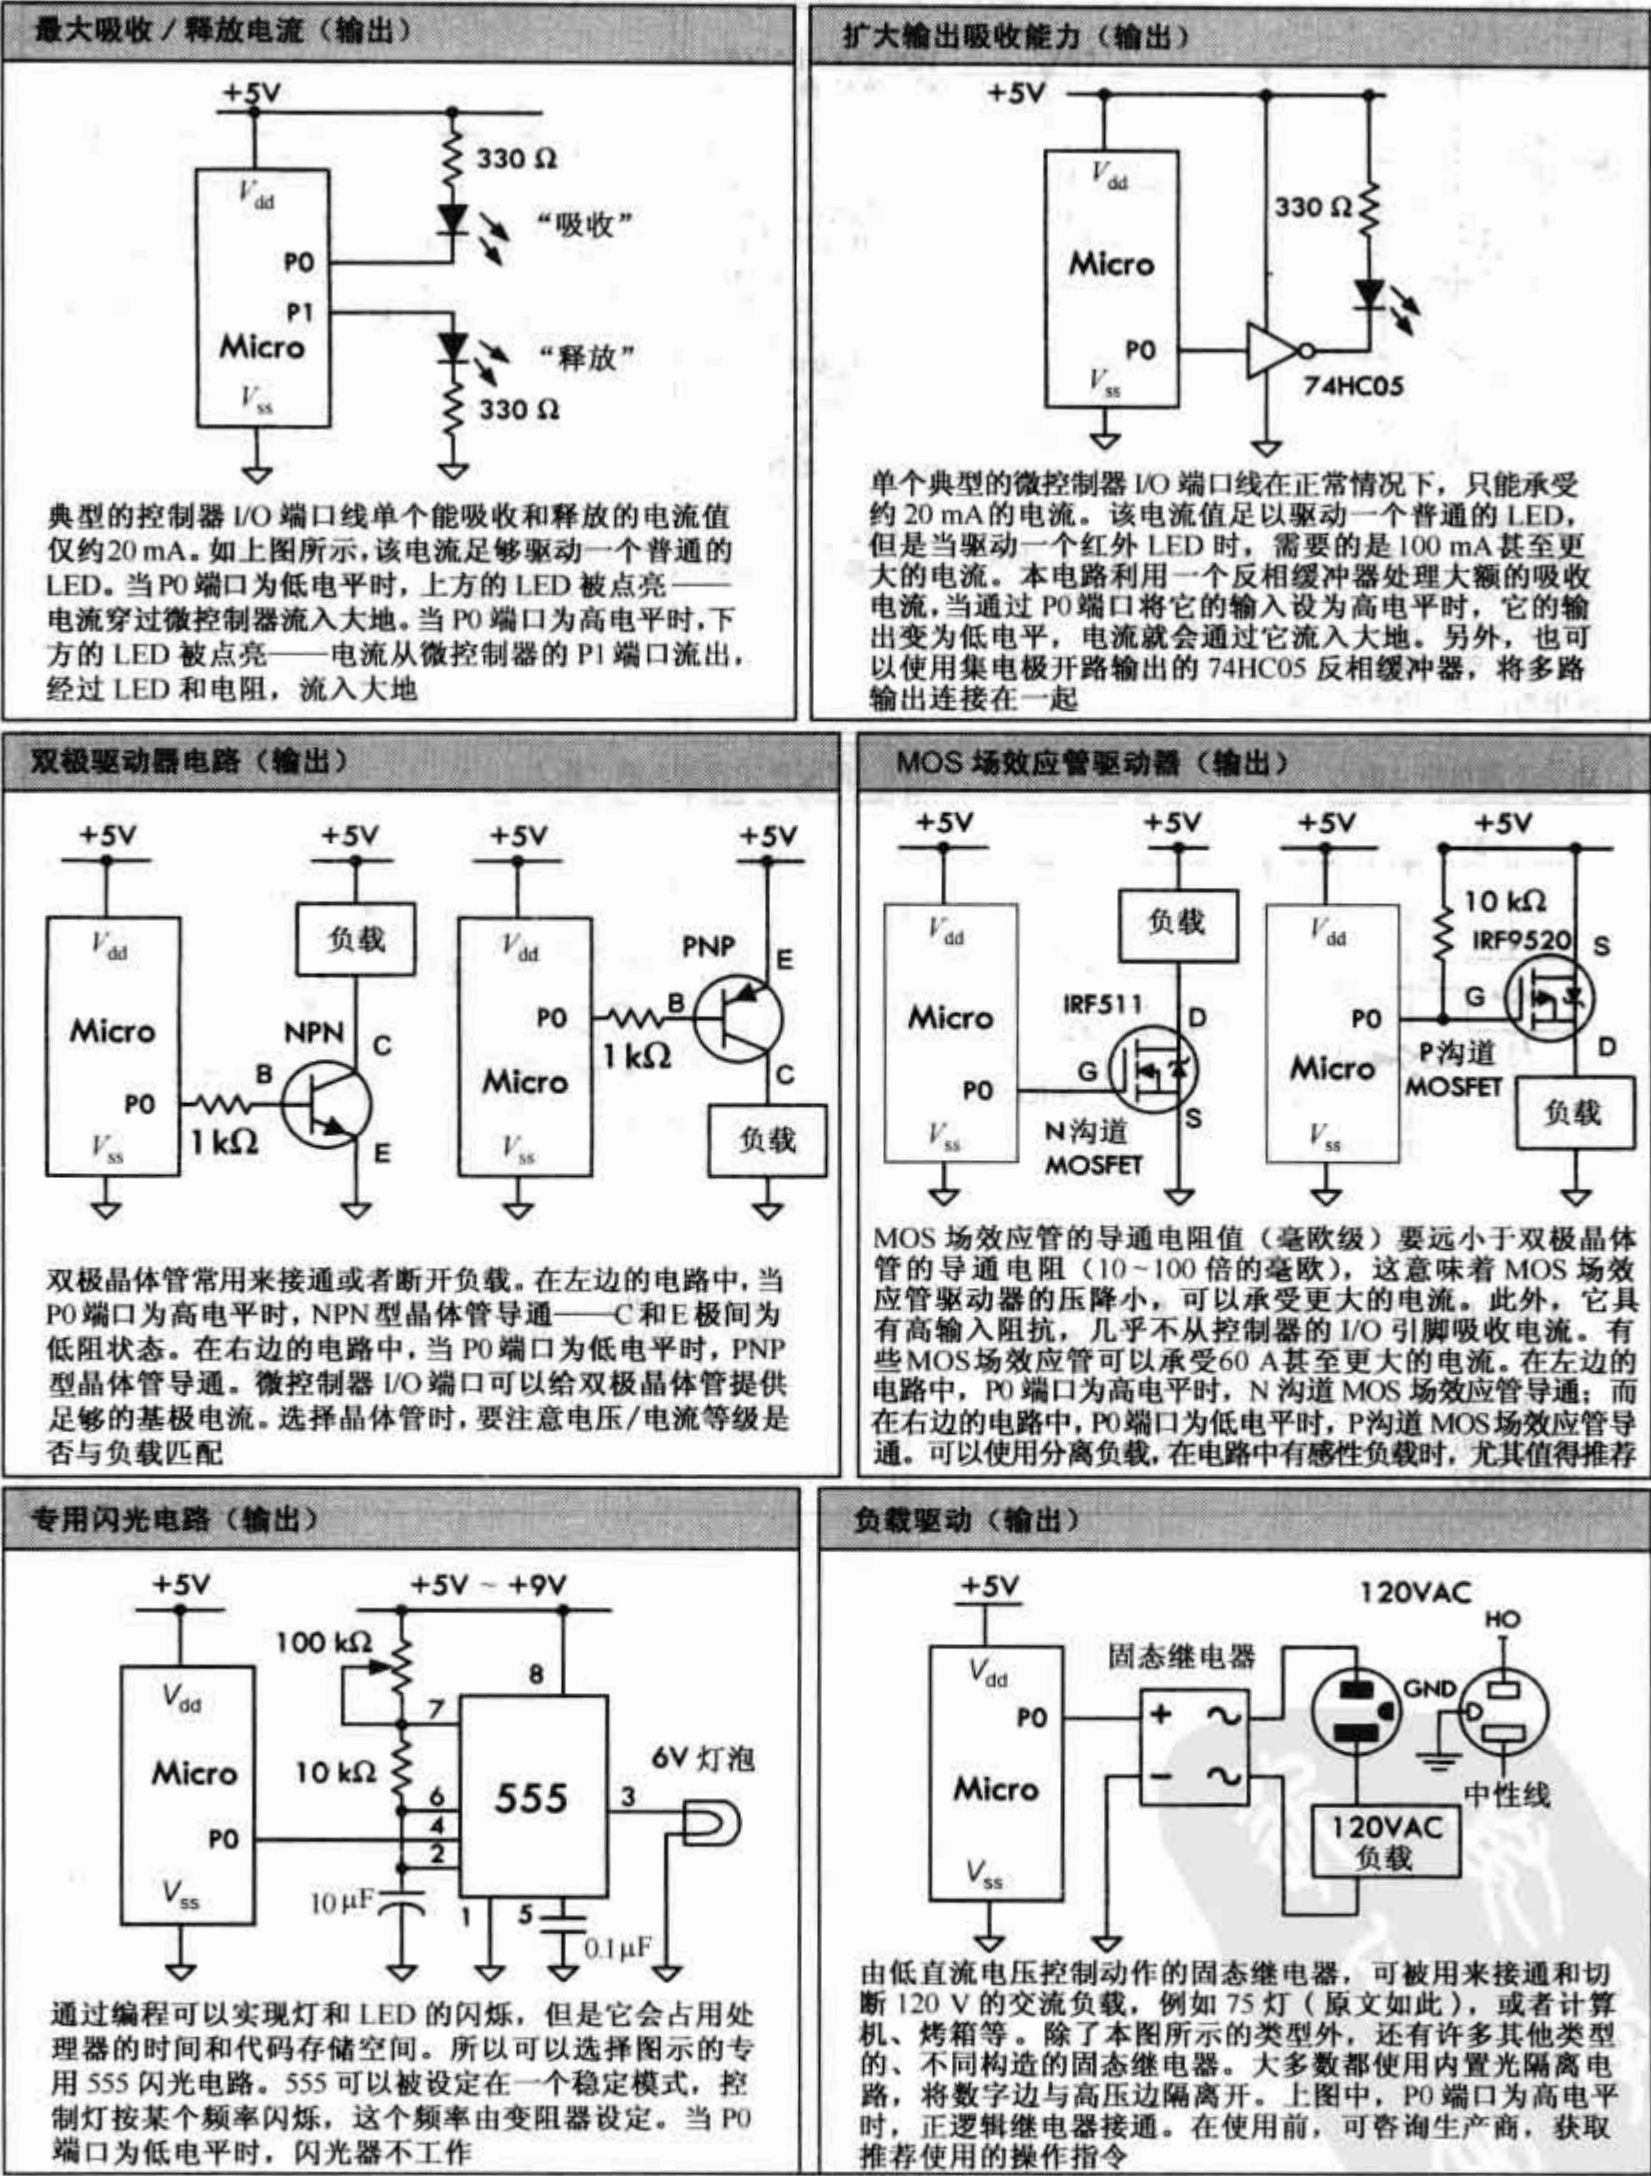 最大吸收/释放电流（输出）
+5V
330 Ω
Vdd
“吸收”
P0
P1
Micro
“释放”
Vss
330 Ω
典型的控制器 I/O 端口线单个能吸收和释放的电流值
仅约20 mA。如上图所示,该电流足够驱动一个普通的
LED。当P0 端口为低电平时，上方的 LED 被点亮——
电流穿过微控制器流入大地。当 P0 端口为高电平时,下
方的 LED 被点亮——电流从微控制器的 P1 端口流出，
经过 LED 和电阻，流入大地
扩大输出吸收能力（输出）
+5V
Vdd
330 Ω
Micro
P0
Vss
74HC05
单个典型的微控制器 I/O 端口线在正常情况下，只能承受
约 20 mA的电流。该电流值足以驱动一个普通的 LED，
但是当驱动一个红外 LED 时，需要的是100 mA甚至更
大的电流。本电路利用一个反相缓冲器处理大额的吸收
电流,当通过 P0 端口将它的输入设为高电平时，它的输
出变为低电平，电流就会通过它流入大地。另外，也可
以使用集电极开路输出的 74HC05 反相缓冲器，将多路
输出连接在一起
双极驱动器电路（输出）
+5V
+5V
+5V
+5V
Vdd
负载
Vdd
PNP
E
Micro
NPN
C
P0
B
1 kΩ
B
Micro
C
P0
1 kΩ
负载
Vss
E
Vss
双极晶体管常用来接通或者断开负载。在左边的电路中,当
P0 端口为高电平时，NPN型晶体管导通——C和E极间为
低阻状态。在右边的电路中,当 P0 端口为低电平时，PNP
型晶体管导通。微控制器 I/O 端口可以给双极晶体管提供
足够的基极电流。选择晶体管时,要注意电压/电流等级是
否与负载匹配
MOS 场效应管驱动器（输出）
+5V
+5V
+5V
+5V
Vdd
负载
Vdd
10 kΩ
IRF9520
S
Micro
IRF511
D
P0
G
G
Micro
P沟道
MOSFET
D
P0
S
负载
Vss
N沟道
MOSFET
Vss
MOS 场效应管的导通电阻值（毫欧级）要远小于双极晶体
管的导通电阻（10~100 倍的毫欧），这意味着 MOS 场效
应管驱动器的压降小，可以承受更大的电流。此外，它具
有高输入阻抗，几乎不从控制器的 I/O 引脚吸收电流。有
些MOS场效应管可以承受60 A甚至更大的电流。在左边的
电路中，P0 端口为高电平时，N 沟道 MOS 场效应管导通；而
在右边的电路中,P0端口为低电平时，P沟道 MOS场效应管导
通。可以使用分离负载,在电路中有感性负载时，尤其值得推荐
专用闪光电路（输出）
+5V
+5V ~ +9V
100 kΩ
8
Vdd
7
Micro
10 kΩ
555
6V 灯泡
6
3
P0
4
2
Vss
10 μF
1
5
0.1 μF
通过编程可以实现灯和 LED 的闪烁，但是它会占用处
理器的时间和代码存储空间。所以可以选择图示的专
用 555 闪光电路。555 可以被设定在一个稳定模式，控
制灯按某个频率闪烁，这个频率由变阻器设定。当 P0
端口为低电平时，闪光器不工作
负载驱动（输出）
+5V
120VAC
HO
固态继电器
Vdd
P0
+
~
GND
Micro
−
~
中性线
120VAC
负载
Vss
由低直流电压控制动作的固态继电器，可被用来接通和切
断 120 V 的交流负载，例如 75 灯（原文如此），或者计算
机、烤箱等。除了本图所示的类型外，还有许多其他类型
的、不同构造的固态继电器。大多数都使用内置光隔离电
路，将数字边与高压边隔离开。上图中，P0 端口为高电平
时，正逻辑继电器接通。在使用前，可咨询生产商，获取
推荐使用的操作指令